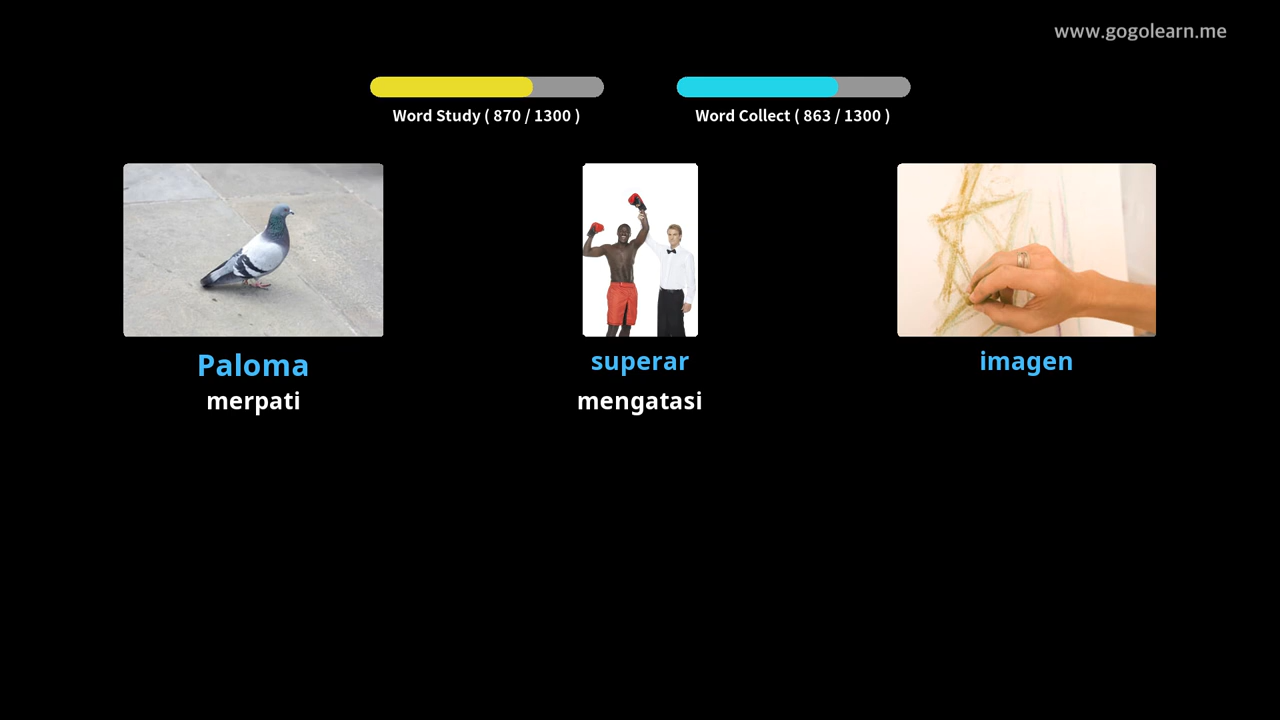 www.gogolearn.me
Word Study ( 870 / 1300 )
Word Collect ( 863 / 1300 )
Paloma
merpati
superar
mengatasi
imagen